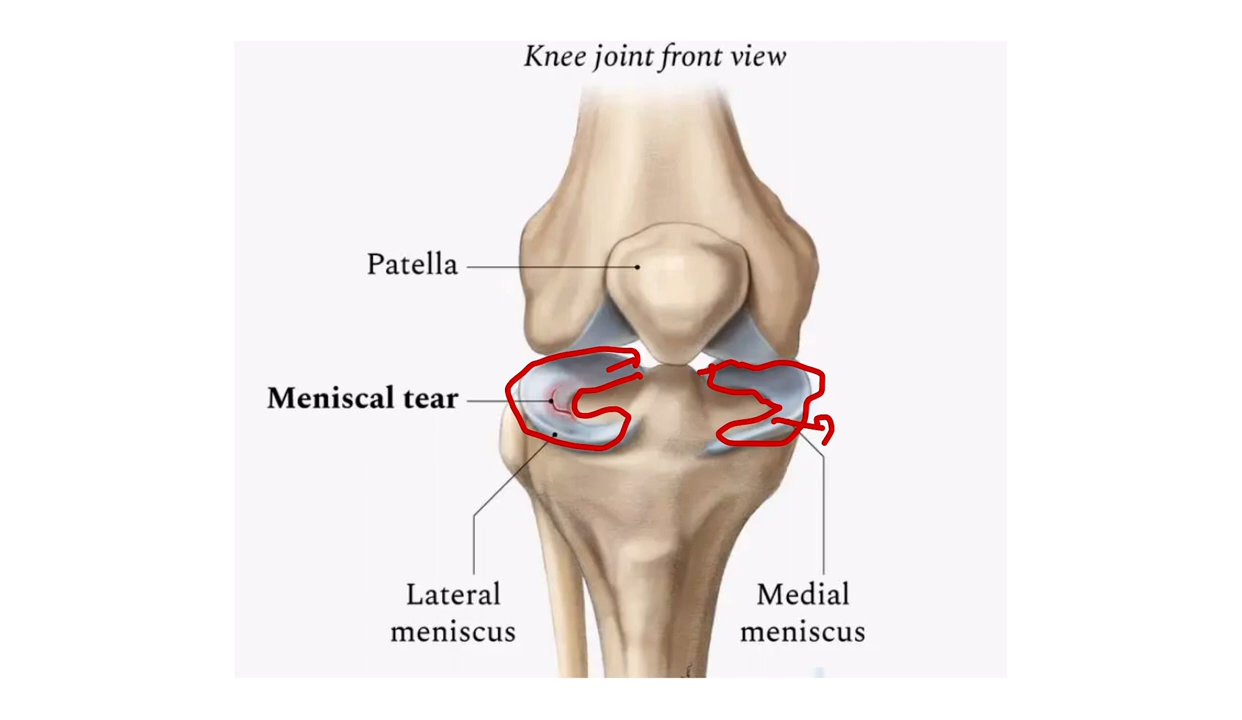 Knee joint front view
Patella
Meniscal tear
Lateral
meniscus
Medial
meniscus